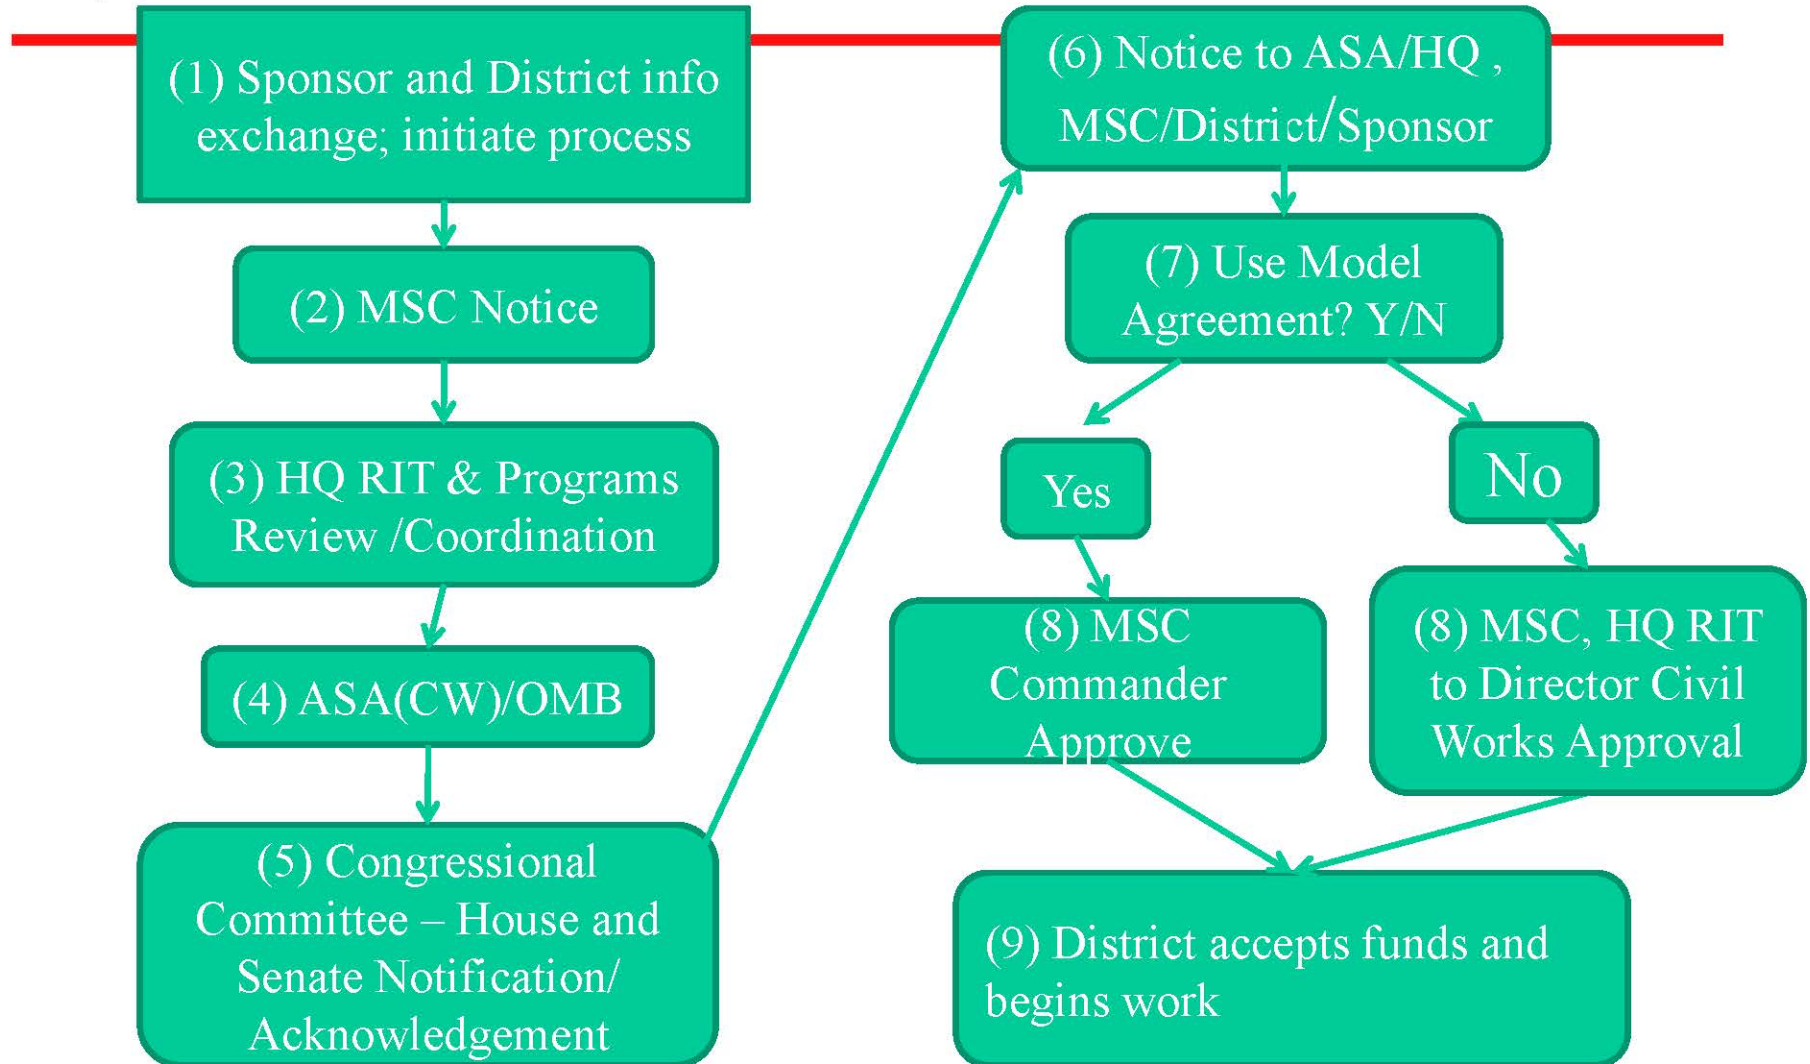 (1) Sponsor and District info
exchange; initiate process
(2) MSC Notice
(3) HQ RIT & Programs
Review /Coordination
(4) ASA(CW)/OMB
(5) Congressional
Committee – House and
Senate Notification/
Acknowledgement
(6) Notice to ASA/HQ ,
MSC/District/Sponsor
(7) Use Model
Agreement? Y/N
Yes
No
(8) MSC
Commander
Approve
(8) MSC, HQ RIT
to Director Civil
Works Approval
(9) District accepts funds and
begins work